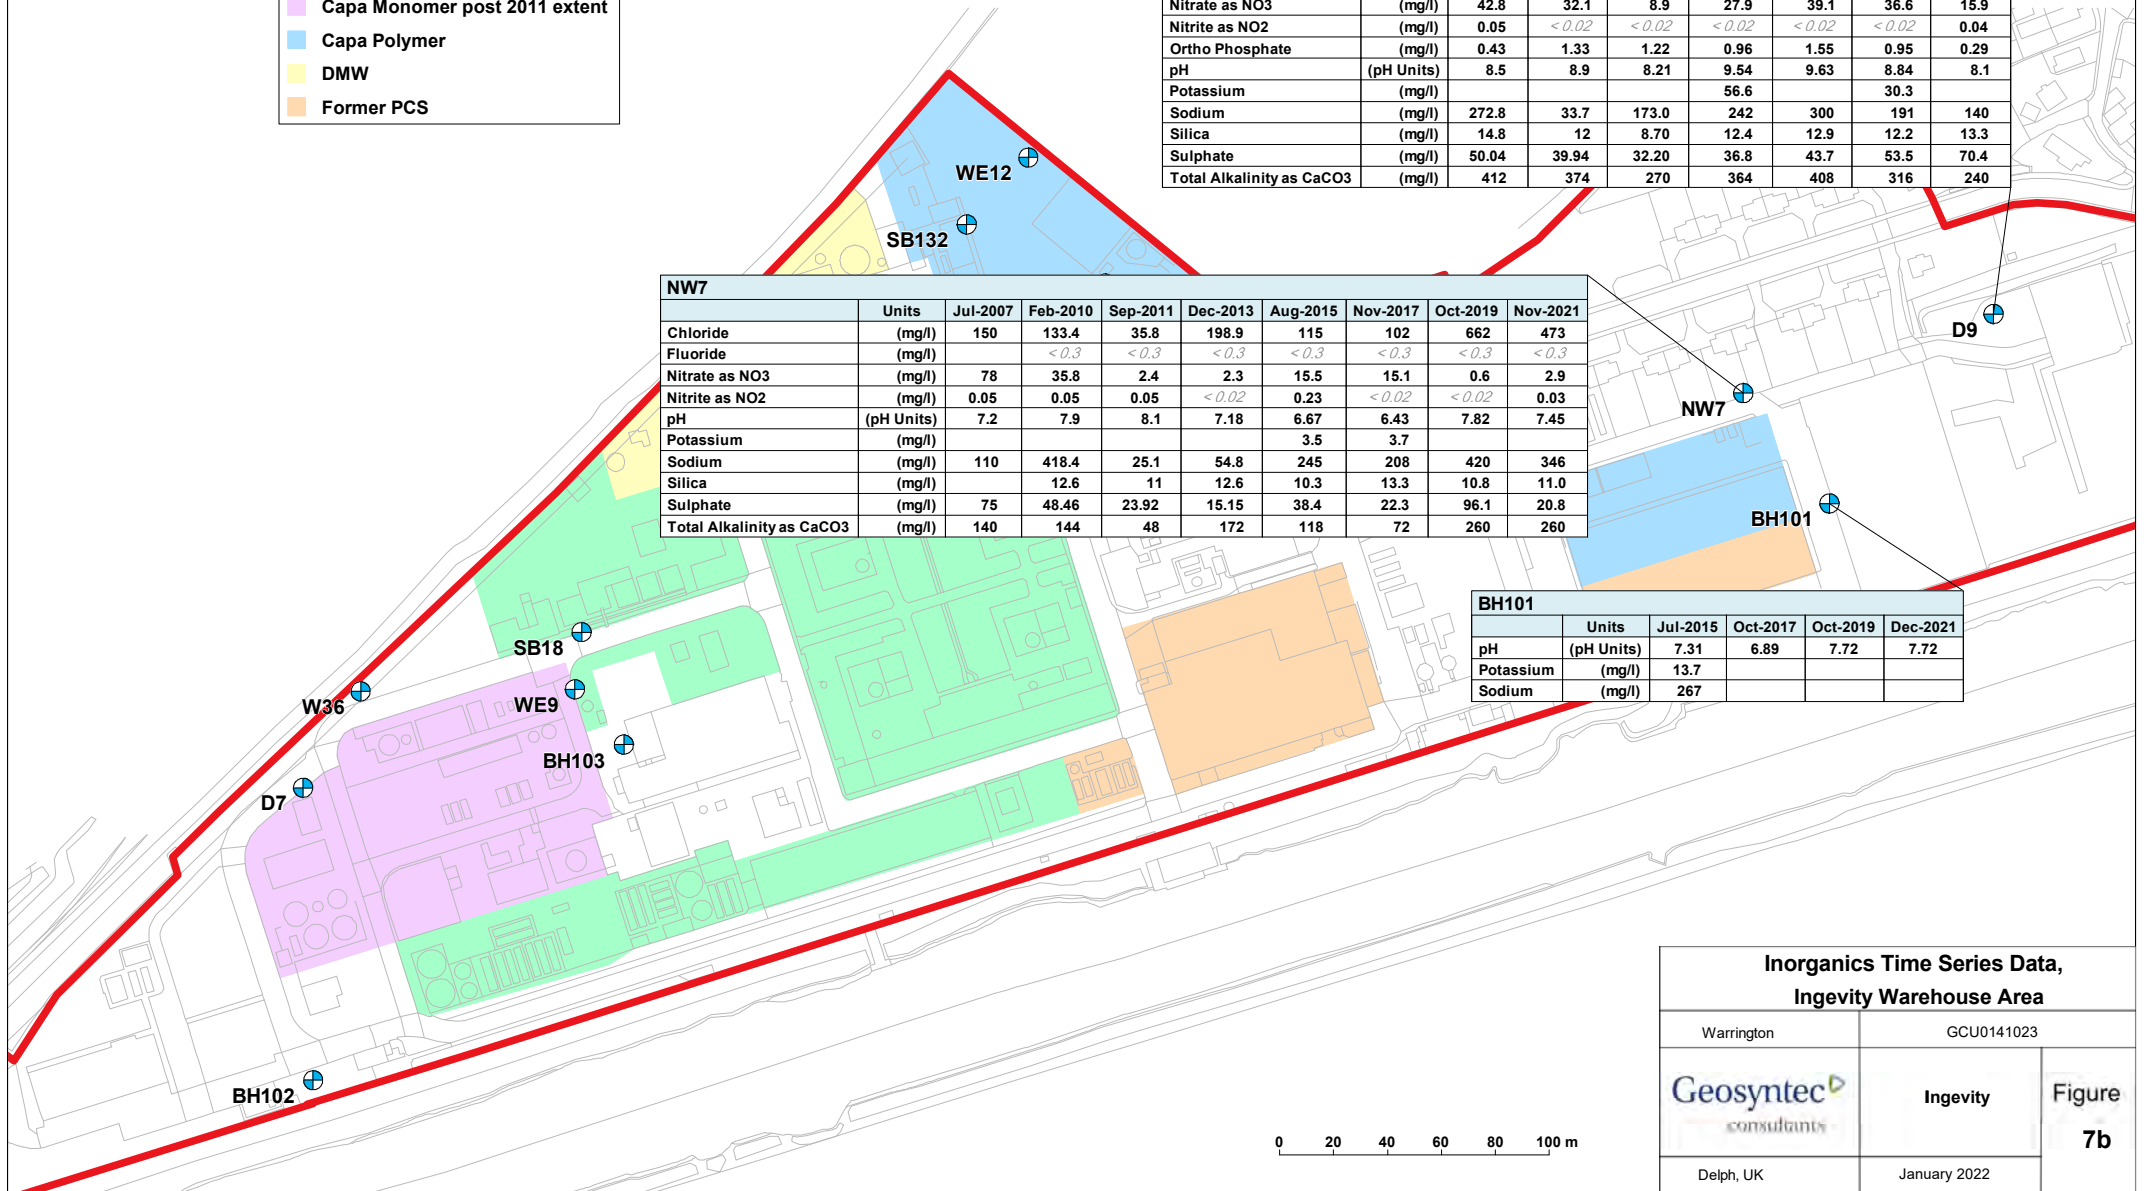 Capa Monomer post 2011 extent
Capa Polymer
DMW
Former PCS
Nitrate as NO3 (mg/l) 42.8 32.1 8.9 27.9 39.1 36.6 15.9
Nitrite as NO2 (mg/l) 0.05 <0.02 <0.02 <0.02 <0.02 <0.02 0.04
Ortho Phosphate (mg/l) 0.43 1.33 1.22 0.96 1.55 0.95 0.29
pH (pH Units) 8.5 8.9 8.21 9.54 9.63 8.84 8.1
Potassium (mg/l) 56.6 30.3
Sodium (mg/l) 272.8 33.7 173.0 242 300 191 140
Silica (mg/l) 14.8 12 8.70 12.4 12.9 12.2 13.3
Sulphate (mg/l) 50.04 39.94 32.20 36.8 43.7 53.5 70.4
Total Alkalinity as CaCO3 (mg/l) 412 374 270 364 408 316 240
WE12
SB132
NW7
Units Jul-2007 Feb-2010 Sep-2011 Dec-2013 Aug-2015 Nov-2017 Oct-2019 Nov-2021
Chloride (mg/l) 150 133.4 35.8 198.9 115 102 662 473
Fluoride (mg/l) <0.3 <0.3 <0.3 <0.3 <0.3 <0.3 <0.3
Nitrate as NO3 (mg/l) 78 35.8 2.4 2.3 15.5 15.1 0.6 2.9
Nitrite as NO2 (mg/l) 0.05 0.05 0.05 <0.02 0.23 <0.02 <0.02 0.03
pH (pH Units) 7.2 7.9 8.1 7.18 6.67 6.43 7.82 7.45
Potassium (mg/l) 3.5 3.7
Sodium (mg/l) 110 418.4 25.1 54.8 245 208 420 346
Silica (mg/l) 12.6 11 12.6 10.3 13.3 10.8 11.0
Sulphate (mg/l) 75 48.46 23.92 15.15 38.4 22.3 96.1 20.8
Total Alkalinity as CaCO3 (mg/l) 140 144 48 172 118 72 260 260
D9
NW7
BH101
BH101
Units Jul-2015 Oct-2017 Oct-2019 Dec-2021
pH (pH Units) 7.31 6.89 7.72 7.72
Potassium (mg/l) 13.7
Sodium (mg/l) 267
SB18
W36
WE9
BH103
D7
BH102
0 20 40 60 80 100 m
Inorganics Time Series Data,
Ingevity Warehouse Area
Warrington GCU0141023
Geosyntec
consultants
Ingevity
Figure
7b
Delph, UK January 2022